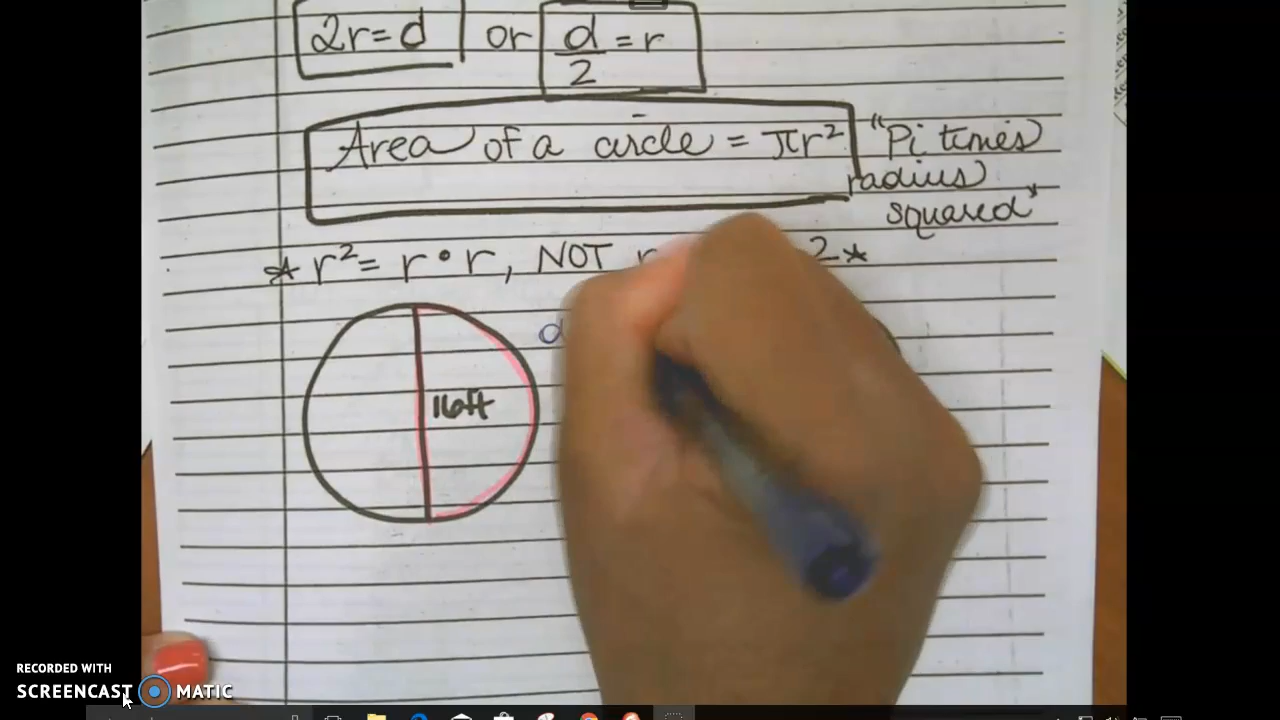 2r=d or d/2=r
Area of a circle = πr² "Pi times
radius
squared"
*r²= r•r, NOT 2*
16ft
d
RECORDED WITH
SCREENCAST MATIC